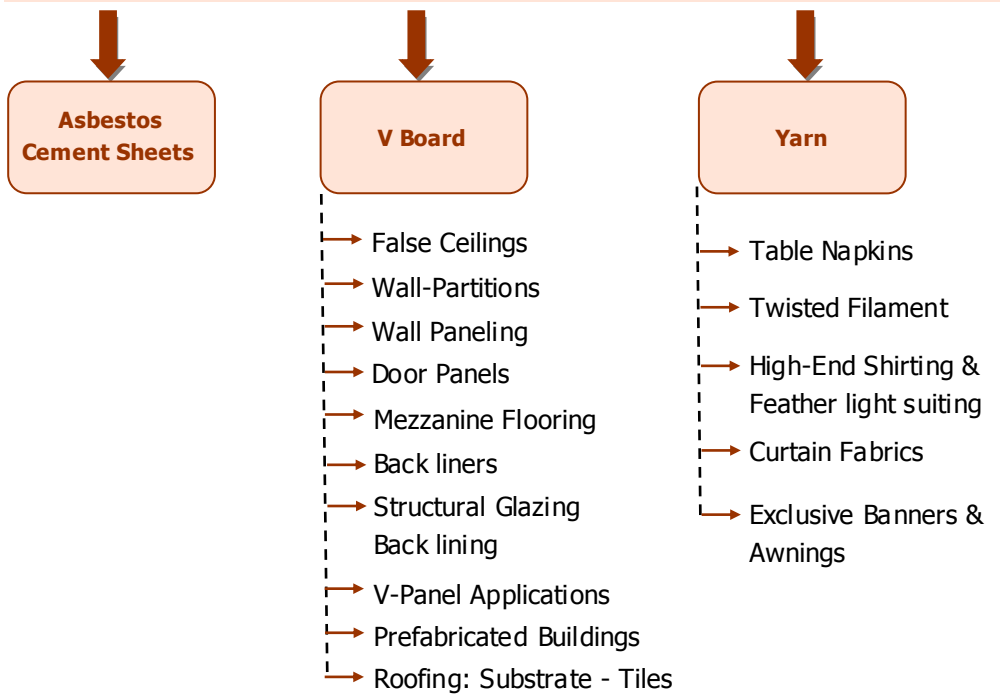 Asbestos
Cement Sheets
V Board
False Ceilings
Wall-Partitions
Wall Paneling
Door Panels
Mezzanine Flooring
Back liners
Structural Glazing
Back lining
V-Panel Applications
Prefabricated Buildings
Roofing: Substrate - Tiles
Yarn
Table Napkins
Twisted Filament
High-End Shirting &
Feather light suiting
Curtain Fabrics
Exclusive Banners &
Awnings